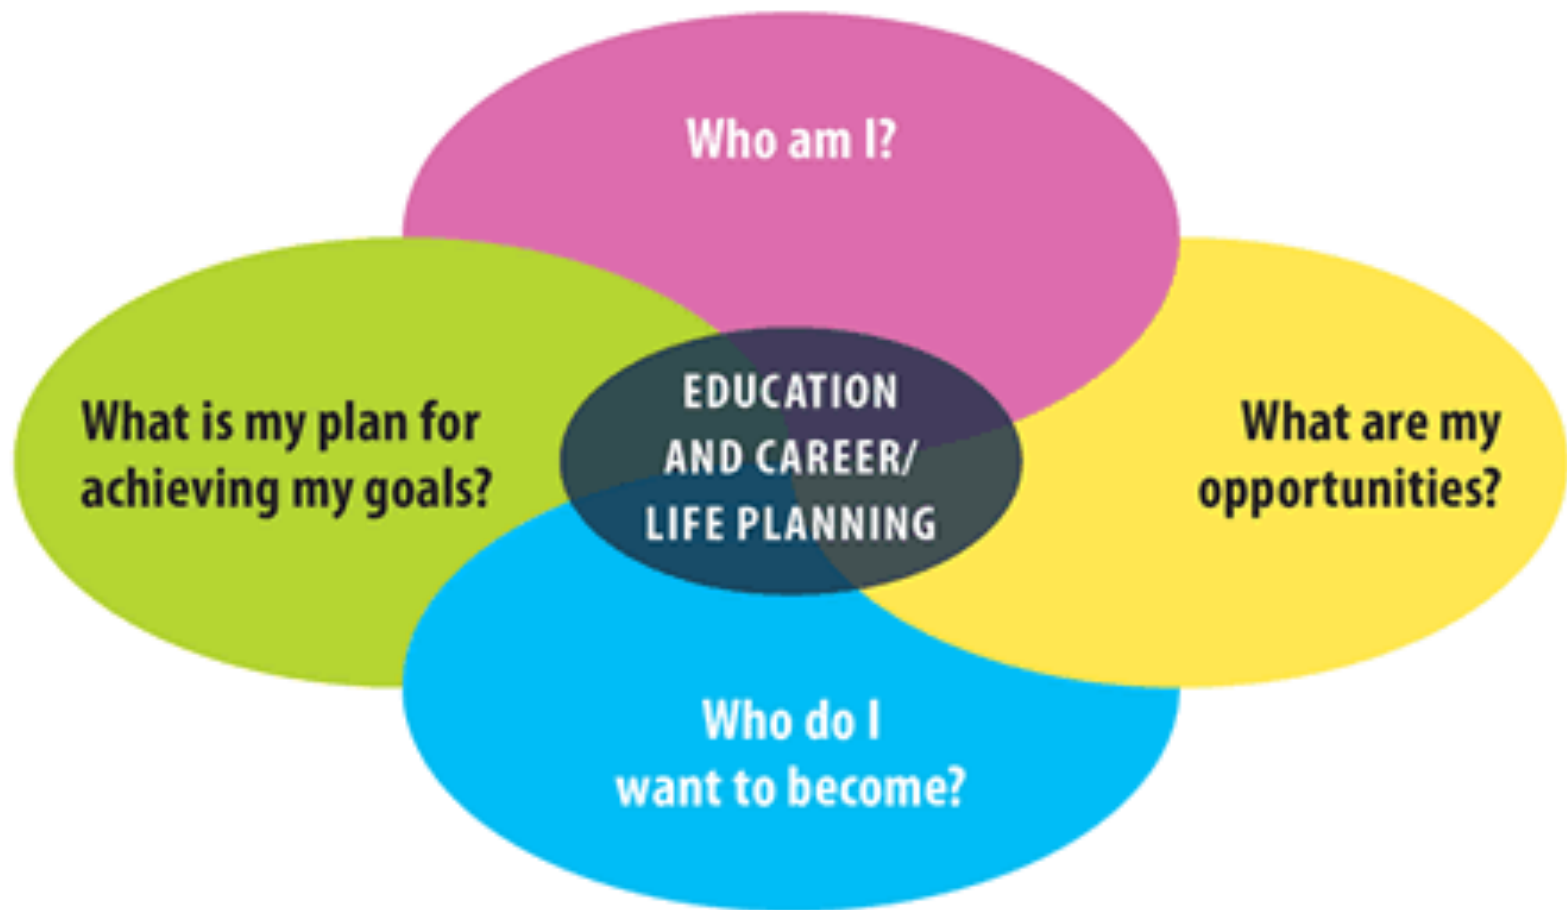 Who am I?
What is my plan for
achieving my goals?
EDUCATION
AND CAREER/
LIFE PLANNING
What are my
opportunities?
Who do I
want to become?